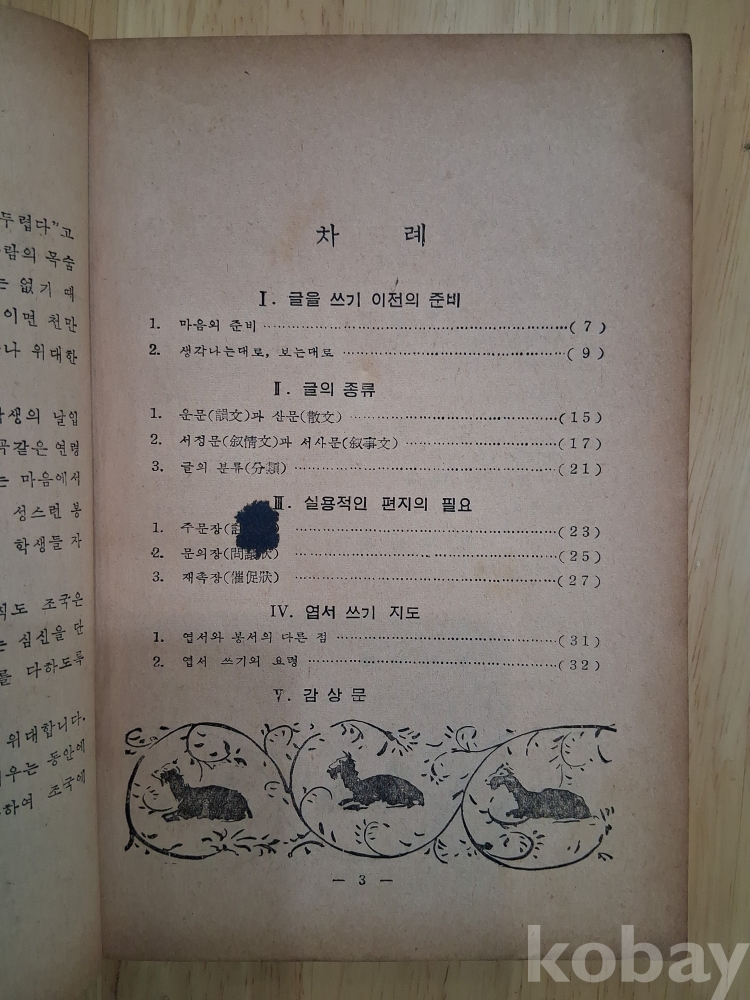 두렵다”고
람의 목숨
는 없기 때
이면 천만
나 위대한
학생의 날입
꼭같은 연령
는 마음에서
성스런 봉
학생들 자
직도 조국은
는 심신을 단
를 다하도록
위대합니다.
우는 동안에
하여 조국에
차 례
Ⅰ. 글을 쓰기 이전의 준비
1. 마음의 준비 ……………(7)
2. 생각나는대로, 보는대로 ……………(9)
Ⅱ. 글의 종류
1. 운문(韻文)과 산문(散文) ……………(15)
2. 서정문(叙情文)과 서사문(叙事文) ……………(17)
3. 글의 분류(分類) ……………(21)
Ⅲ. 실용적인 편지의 필요
1. 주문장( ……………(23)
2. 문의장(問議狀) ……………(25)
3. 재촉장(催促狀) ……………(27)
Ⅳ. 엽서 쓰기 지도
1. 엽서와 봉서의 다른 점 ……………(31)
2. 엽서 쓰기의 요령 ……………(32)
Ⅴ. 감상문
— 3 —
kobay